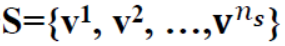 S={v¹, v², …,vⁿˢ}